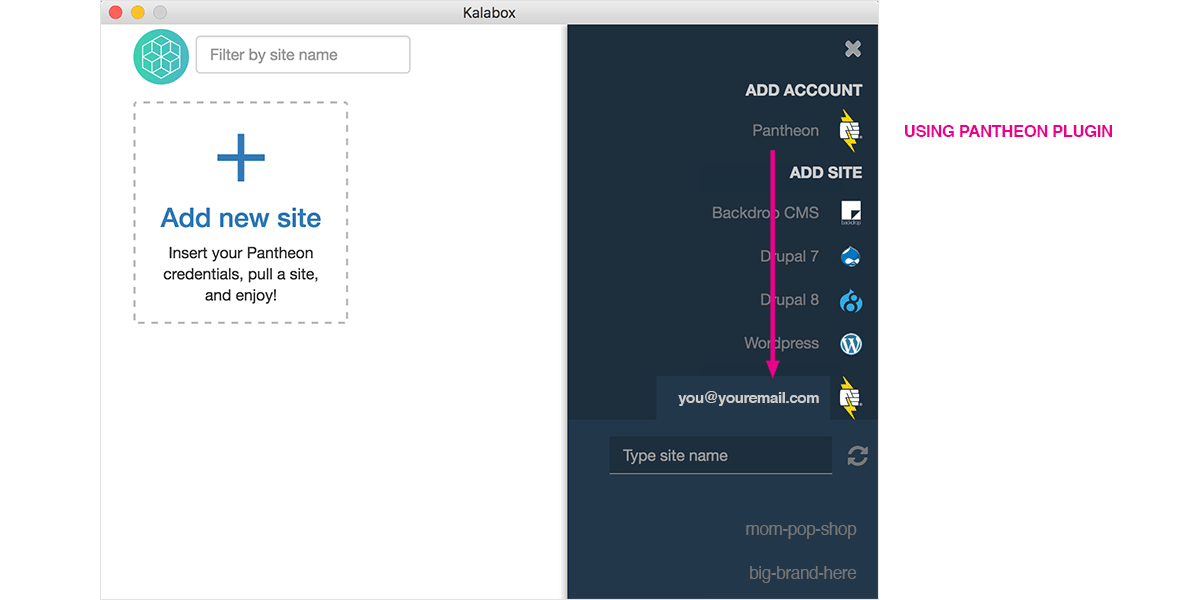 Kalabox
Filter by site name
Add new site
Insert your Pantheon
credentials, pull a site,
and enjoy!
ADD ACCOUNT
Pantheon
USING PANTHEON PLUGIN
ADD SITE
Backdrop CMS
backdrop
Drupal 7
Drupal 8
Wordpress
you@youremail.com
Type site name
mom-pop-shop
big-brand-here